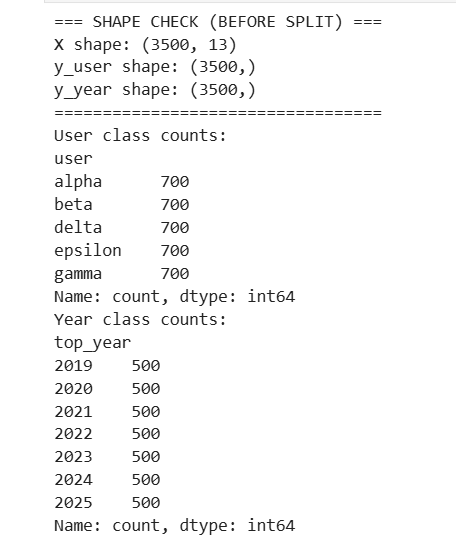 === SHAPE CHECK (BEFORE SPLIT) ===
X shape: (3500, 13)
y_user shape: (3500,)
y_year shape: (3500,)
==================================
User class counts:
user
alpha      700
beta       700
delta      700
epsilon    700
gamma      700
Name: count, dtype: int64
Year class counts:
top_year
2019    500
2020    500
2021    500
2022    500
2023    500
2024    500
2025    500
Name: count, dtype: int64